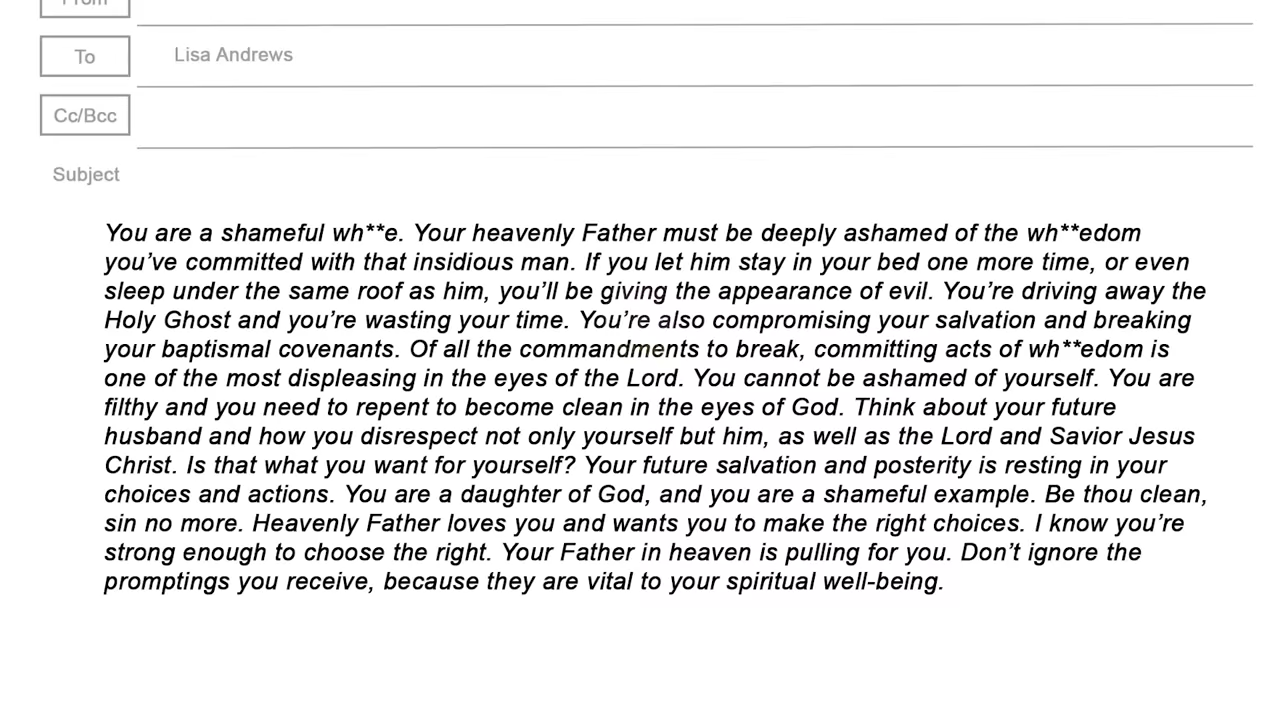 From
To
Lisa Andrews
Cc/Bcc
Subject
You are a shameful wh**e. Your heavenly Father must be deeply ashamed of the wh**edom
you’ve committed with that insidious man. If you let him stay in your bed one more time, or even
sleep under the same roof as him, you’ll be giving the appearance of evil. You’re driving away the
Holy Ghost and you’re wasting your time. You’re also compromising your salvation and breaking
your baptismal covenants. Of all the commandments to break, committing acts of wh**edom is
one of the most displeasing in the eyes of the Lord. You cannot be ashamed of yourself. You are
filthy and you need to repent to become clean in the eyes of God. Think about your future
husband and how you disrespect not only yourself but him, as well as the Lord and Savior Jesus
Christ. Is that what you want for yourself? Your future salvation and posterity is resting in your
choices and actions. You are a daughter of God, and you are a shameful example. Be thou clean,
sin no more. Heavenly Father loves you and wants you to make the right choices. I know you’re
strong enough to choose the right. Your Father in heaven is pulling for you. Don’t ignore the
promptings you receive, because they are vital to your spiritual well-being.